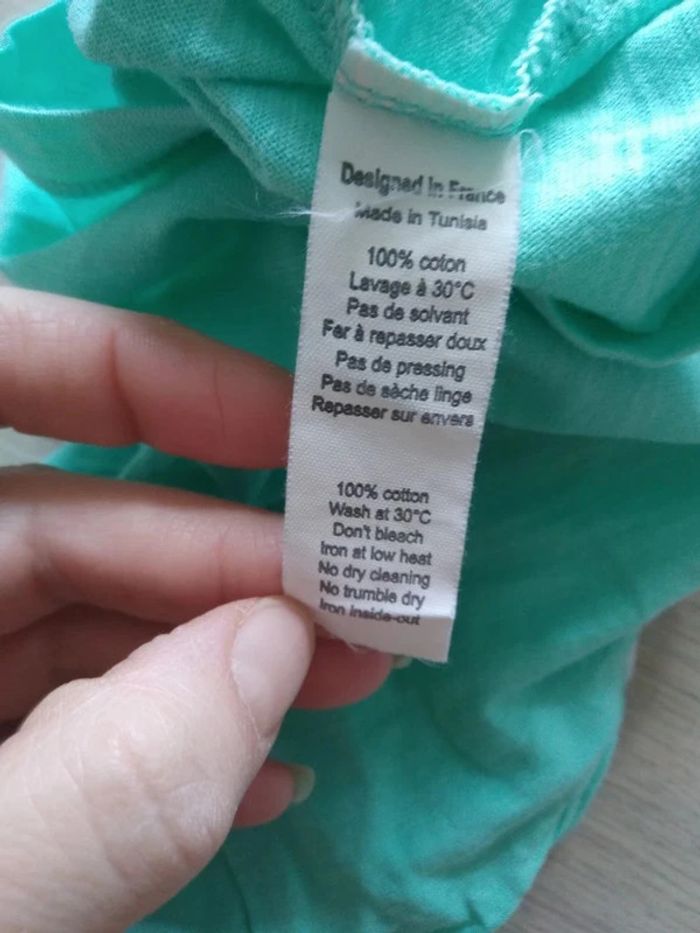 Designed in France
Made in Tunisia
100% coton
Lavage à 30°C
Pas de solvant
Fer à repasser doux
Pas de pressing
Pas de sèche linge
Repasser sur envers
100% cotton
Wash at 30°C
Don't bleach
Iron at low heat
No dry cleaning
No trumble dry
Iron inside-out